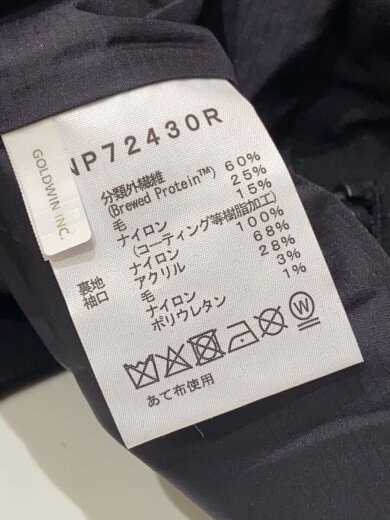 GOLDWIN INC.
NP72430R
分類外繊維 60%
(Brewed Protein™)
毛 25%
ナイロン 15%
(コーティング等樹脂加工)
裏地 ナイロン 100%
袖口 アクリル 68%
毛 28%
ナイロン 3%
ポリウレタン 1%
W
あて布使用